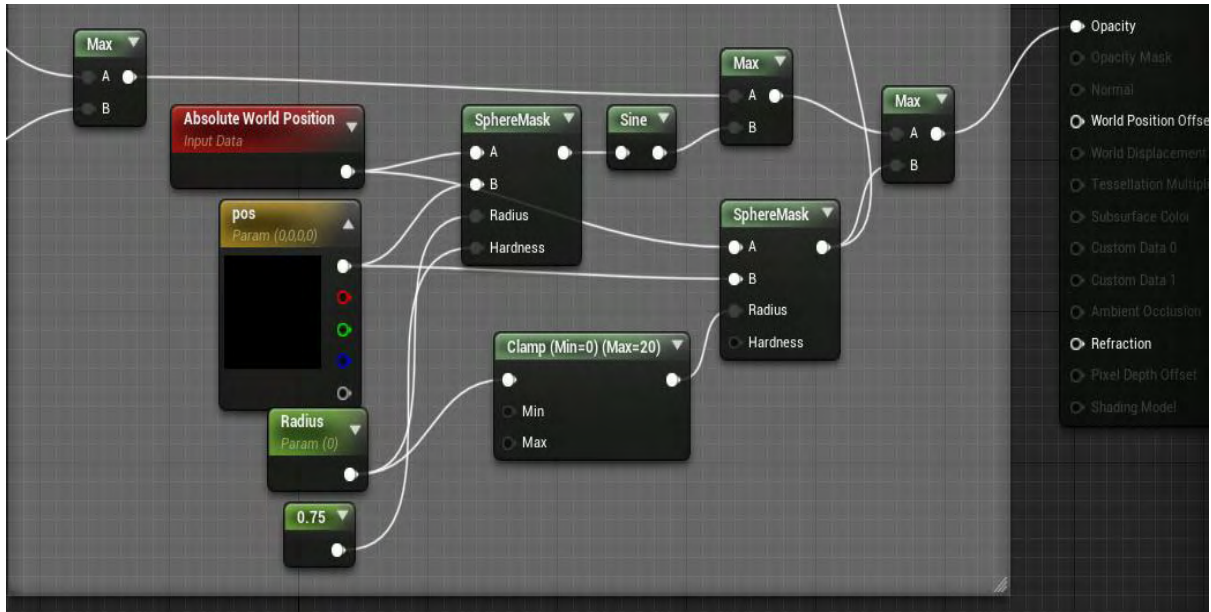 Max
A
B
Absolute World Position
Input Data
pos
Param (0,0,0,0)
Radius
Param (0)
0.75
SphereMask
A
B
Radius
Hardness
Sine
Clamp (Min=0) (Max=20)
Min
Max
Max
A
B
SphereMask
A
B
Radius
Hardness
Max
A
B
Opacity
Opacity Mask
Normal
World Position Offse
World Displacement
Tessellation Multipli
Subsurface Color
Custom Data 0
Custom Data 1
Ambient Occlusion
Refraction
Pixel Depth Offset
Shading Model